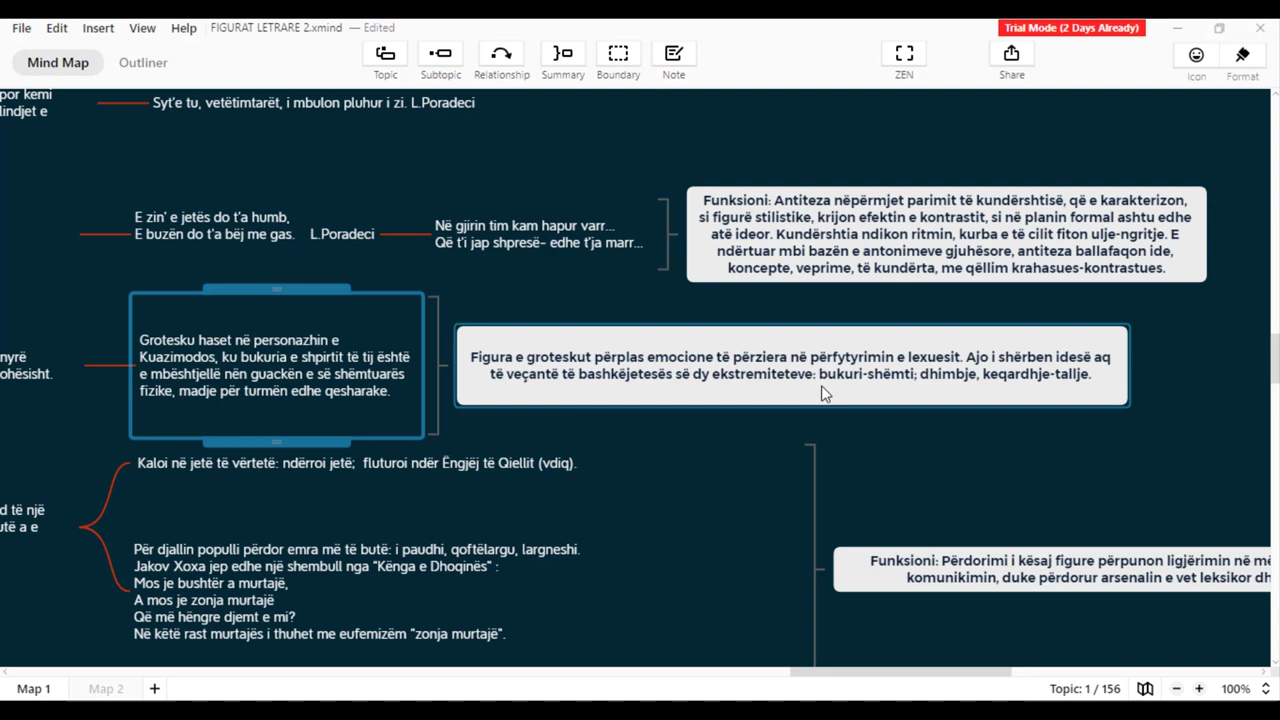 File Edit Insert View Help FIGURAT LETRARE 2.xmind — Edited Trial Mode (2 Days Already)
Mind Map Outliner
Topic Subtopic Relationship Summary Boundary Note ZEN Share Icon Format
por kemi
lindjet e
Syt'e tu, vetëtimtarët, i mbulon pluhur i zi. L.Poradeci
E zin' e jetës do t'a humb,
E buzën do t'a bëj me gas. L.Poradeci
Në gjirin tim kam hapur varr...
Që t'i jap shpresë- edhe t'ja marr...
Funksioni: Antiteza nëpërmjet parimit të kundërshtisë, që e karakterizon,
si figurë stilistike, krijon efektin e kontrastit, si në planin formal ashtu edhe
atë ideor. Kundërshtia ndikon ritmin, kurba e të cilit fiton ulje-ngritje. E
ndërtuar mbi bazën e antonimeve gjuhësore, antiteza ballafaqon ide,
koncepte, veprime, të kundërta, me qëllim krahasues-kontrastues.
nyrë
ohësisht.
Grotesku haset në personazhin e
Kuazimodos, ku bukuria e shpirtit të tij është
e mbështjellë nën guackën e së shëmtuarës
fizike, madje për turmën edhe qesharake.
Figura e groteskut përplas emocione të përziera në përfytyrimin e lexuesit. Ajo i shërben idesë aq
të veçantë të bashkëjetesës së dy ekstremiteteve: bukuri-shëmti; dhimbje, keqardhje-tallje.
Kaloi në jetë të vërtetë: ndërroi jetë; fluturoi ndër Ëngjëj të Qiellit (vdiq).
d të një
utë a e
Për djallin populli përdor emra më të butë: i paudhi, qoftëlargu, largneshi.
Jakov Xoxa jep edhe një shembull nga "Kënga e Dhoqinës" :
Mos je bushtër a murtajë,
A mos je zonja murtajë
Që më hëngre djemt e mi?
Në këtë rast murtajës i thuhet me eufemizëm "zonja murtajë".
Funksioni: Përdorimi i kësaj figure përpunon ligjërimin në më
komunikimin, duke përdorur arsenalin e vet leksikor dh
Map 1 Map 2 Topic: 1 / 156 100%